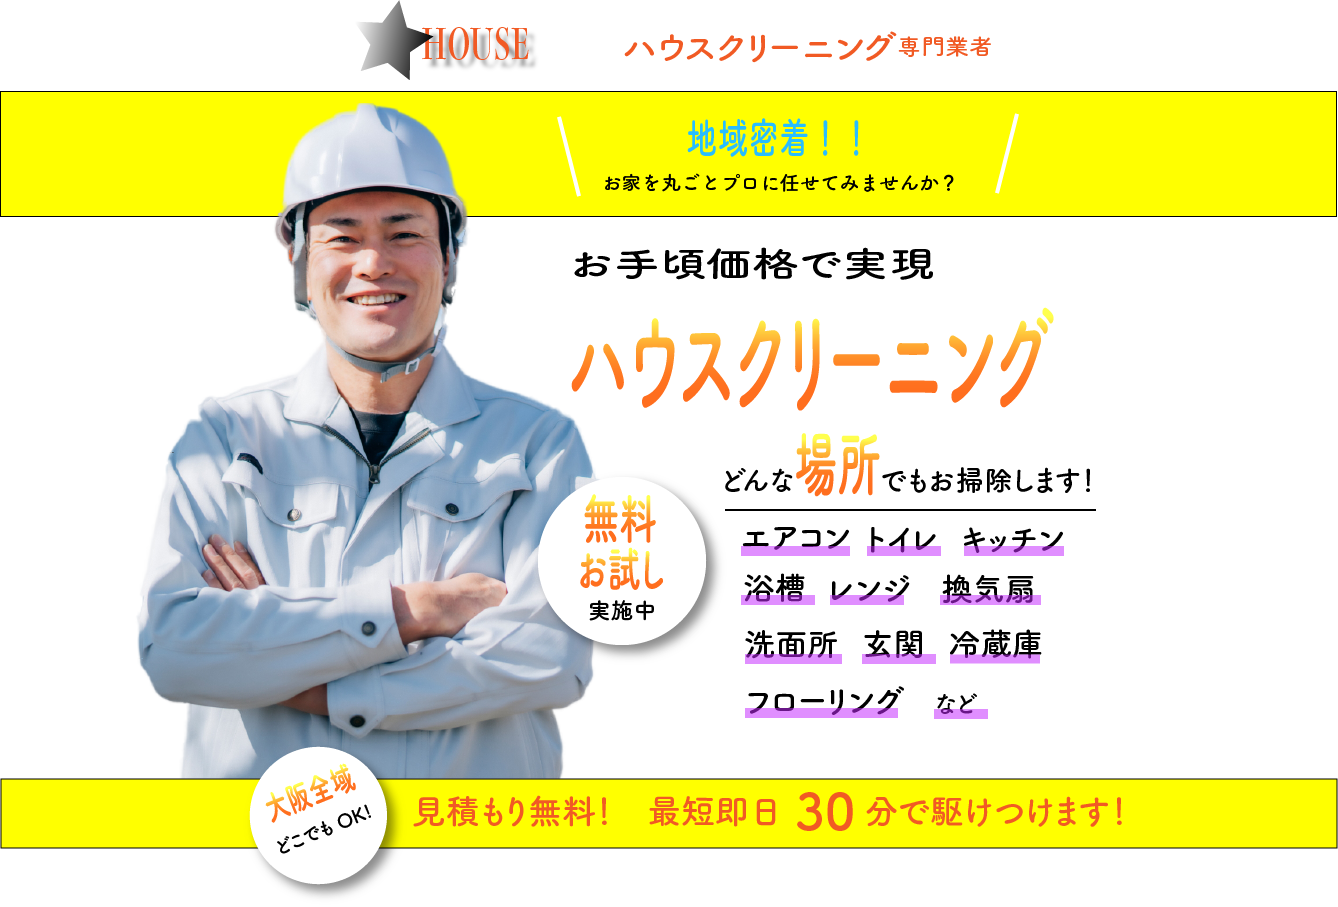 HOUSE
ハウスクリーニング専門業者
地域密着！！
お家を丸ごとプロに任せてみませんか？
お手頃価格で実現
ハウスクリーニング
どんな場所でもお掃除します!
無料
お試し
実施中
エアコン トイレ キッチン
浴槽 レンジ 換気扇
洗面所 玄関 冷蔵庫
フローリング など
大阪全域
どこでも OK!
見積もり無料！ 最短即日 30 分で駆けつけます！